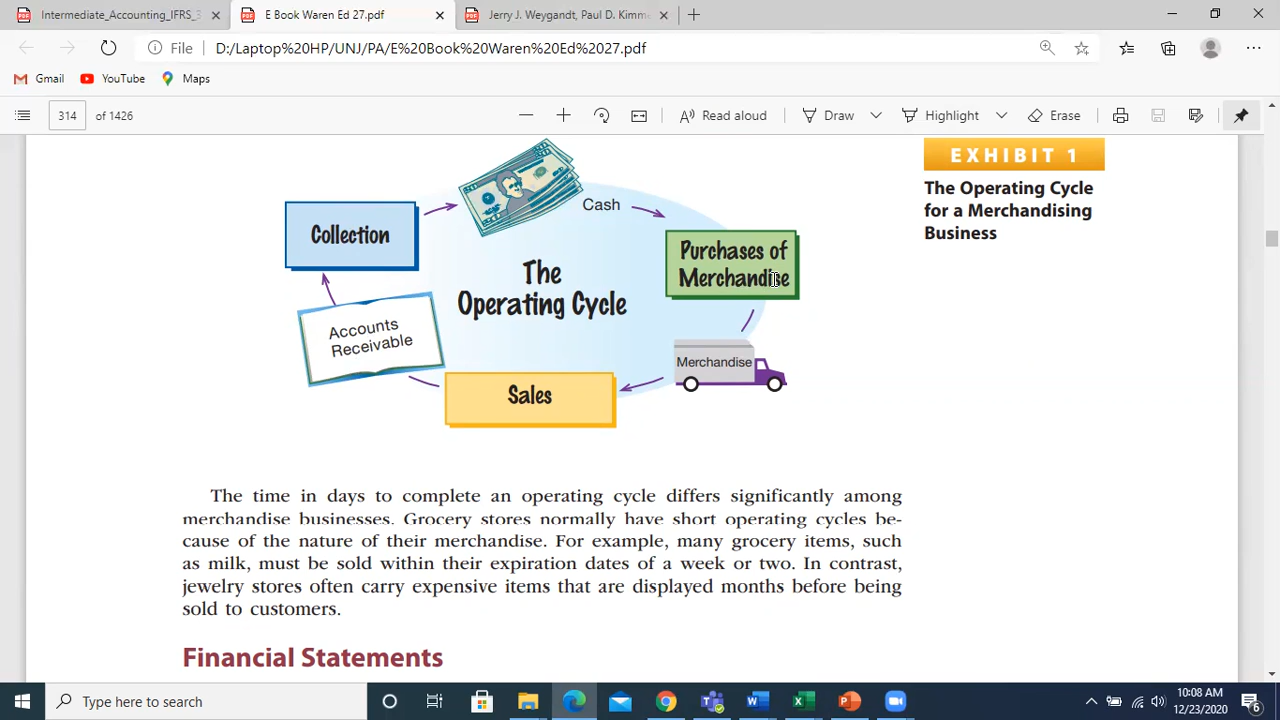 Intermediate_Accounting_IFRS_3
E Book Waren Ed 27.pdf
Jerry J. Weygandt, Paul D. Kimme
File
D:/Laptop%20HP/UNJ/PA/E%20Book%20Waren%20Ed%2027.pdf
Gmail
YouTube
Maps
314 of 1426
Read aloud
Draw
Highlight
Erase
EXHIBIT 1
The Operating Cycle
for a Merchandising
Business
Cash
Collection
Purchases of
Merchandise
The
Operating Cycle
Accounts
Receivable
Merchandise
Sales
The time in days to complete an operating cycle differs significantly among
merchandise businesses. Grocery stores normally have short operating cycles be-
cause of the nature of their merchandise. For example, many grocery items, such
as milk, must be sold within their expiration dates of a week or two. In contrast,
jewelry stores often carry expensive items that are displayed months before being
sold to customers.
Financial Statements
Type here to search
10:08 AM
12/23/2020
6